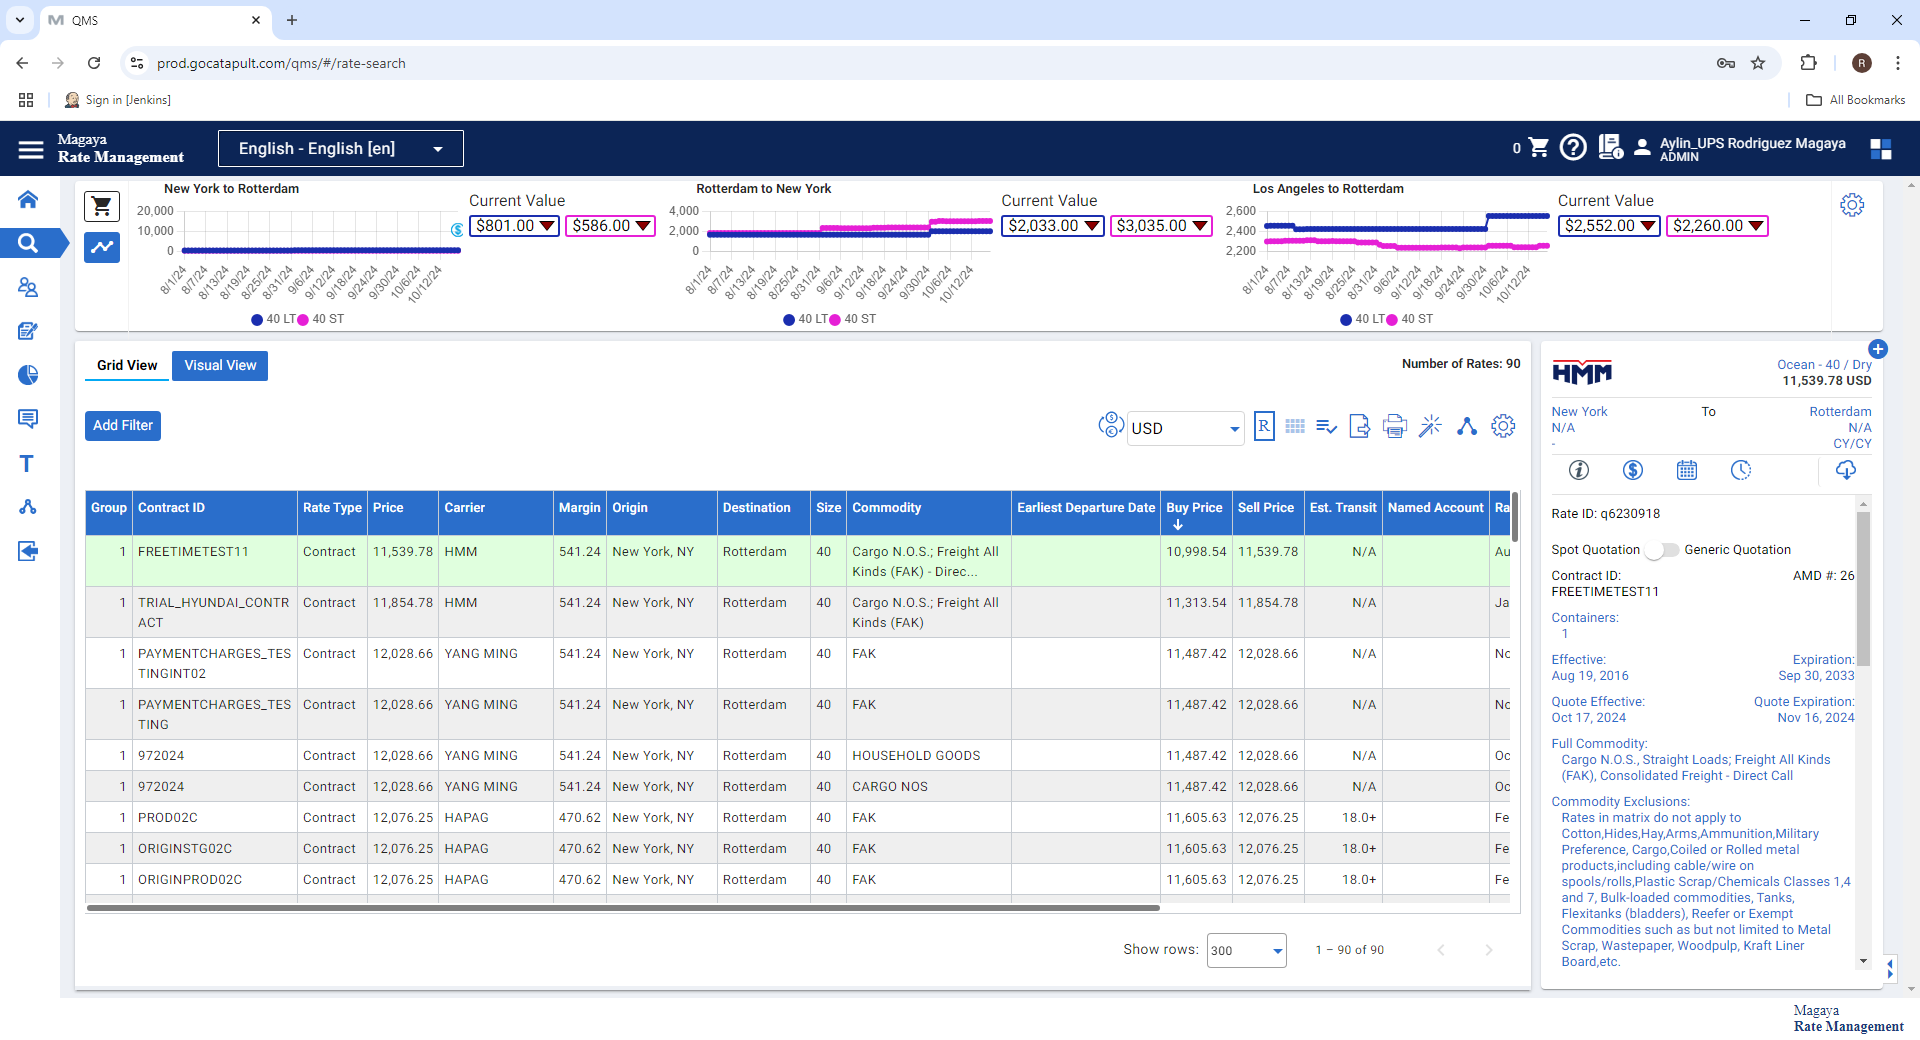 QMS
prod.gocatapult.com/qms/#/rate-search
R
Sign in [Jenkins]
All Bookmarks
Magaya
Rate Management
English - English [en]
0
Aylin_UPS Rodriguez Magaya
ADMIN
New York to Rotterdam
20,000
10,000
0
8/1/24 8/7/24 8/13/24 8/19/24 8/25/24 8/31/24 9/6/24 9/12/24 9/18/24 9/24/24 9/30/24 10/6/24 10/12/24
40 LT 40 ST
Current Value
$801.00 $586.00
Rotterdam to New York
4,000
2,000
0
8/1/24 8/7/24 8/13/24 8/19/24 8/25/24 8/31/24 9/6/24 9/12/24 9/18/24 9/24/24 9/30/24 10/6/24 10/12/24
40 LT 40 ST
Current Value
$2,033.00 $3,035.00
Los Angeles to Rotterdam
2,600
2,400
2,200
8/1/24 8/7/24 8/13/24 8/19/24 8/25/24 8/31/24 9/6/24 9/12/24 9/18/24 9/24/24 9/30/24 10/6/24 10/12/24
40 LT 40 ST
Current Value
$2,552.00 $2,260.00
Grid View Visual View Number of Rates: 90
Add Filter USD R
Group Contract ID Rate Type Price Carrier Margin Origin Destination Size Commodity Earliest Departure Date Buy Price Sell Price Est. Transit Named Account Ra
1 FREETIMETEST11 Contract 11,539.78 HMM 541.24 New York, NY Rotterdam 40 Cargo N.O.S.; Freight All 10,998.54 11,539.78 N/A Au
Kinds (FAK) - Direc...
1 TRIAL_HYUNDAI_CONTR Contract 11,854.78 HMM 541.24 New York, NY Rotterdam 40 Cargo N.O.S.; Freight All 11,313.54 11,854.78 N/A Ja
ACT Kinds (FAK)
1 PAYMENTCHARGES_TES Contract 12,028.66 YANG MING 541.24 New York, NY Rotterdam 40 FAK 11,487.42 12,028.66 N/A No
TINGINT02
1 PAYMENTCHARGES_TES Contract 12,028.66 YANG MING 541.24 New York, NY Rotterdam 40 FAK 11,487.42 12,028.66 N/A No
TING
1 972024 Contract 12,028.66 YANG MING 541.24 New York, NY Rotterdam 40 HOUSEHOLD GOODS 11,487.42 12,028.66 N/A Oc
1 972024 Contract 12,028.66 YANG MING 541.24 New York, NY Rotterdam 40 CARGO NOS 11,487.42 12,028.66 N/A Oc
1 PROD02C Contract 12,076.25 HAPAG 470.62 New York, NY Rotterdam 40 FAK 11,605.63 12,076.25 18.0+ Fe
1 ORIGINSTG02C Contract 12,076.25 HAPAG 470.62 New York, NY Rotterdam 40 FAK 11,605.63 12,076.25 18.0+ Fe
1 ORIGINPROD02C Contract 12,076.25 HAPAG 470.62 New York, NY Rotterdam 40 FAK 11,605.63 12,076.25 18.0+ Fe
Show rows: 300 1 – 90 of 90
HMM
Ocean - 40 / Dry
11,539.78 USD
New York To Rotterdam
N/A N/A
- CY/CY
Rate ID: q6230918
Spot Quotation Generic Quotation
Contract ID: AMD #: 26
FREETIMETEST11
Containers:
1
Effective: Expiration:
Aug 19, 2016 Sep 30, 2033
Quote Effective: Quote Expiration:
Oct 17, 2024 Nov 16, 2024
Full Commodity:
Cargo N.O.S., Straight Loads; Freight All Kinds
(FAK), Consolidated Freight - Direct Call
Commodity Exclusions:
Rates in matrix do not apply to
Cotton,Hides,Hay,Arms,Ammunition,Military
Preference, Cargo,Coiled or Rolled metal
products,including cable/wire on
spools/rolls,Plastic Scrap/Chemicals Classes 1,4
and 7, Bulk-loaded commodities, Tanks,
Flexitanks (bladders), Reefer or Exempt
Commodities such as but not limited to Metal
Scrap, Wastepaper, Woodpulp, Kraft Liner
Board,etc.
Magaya
Rate Management